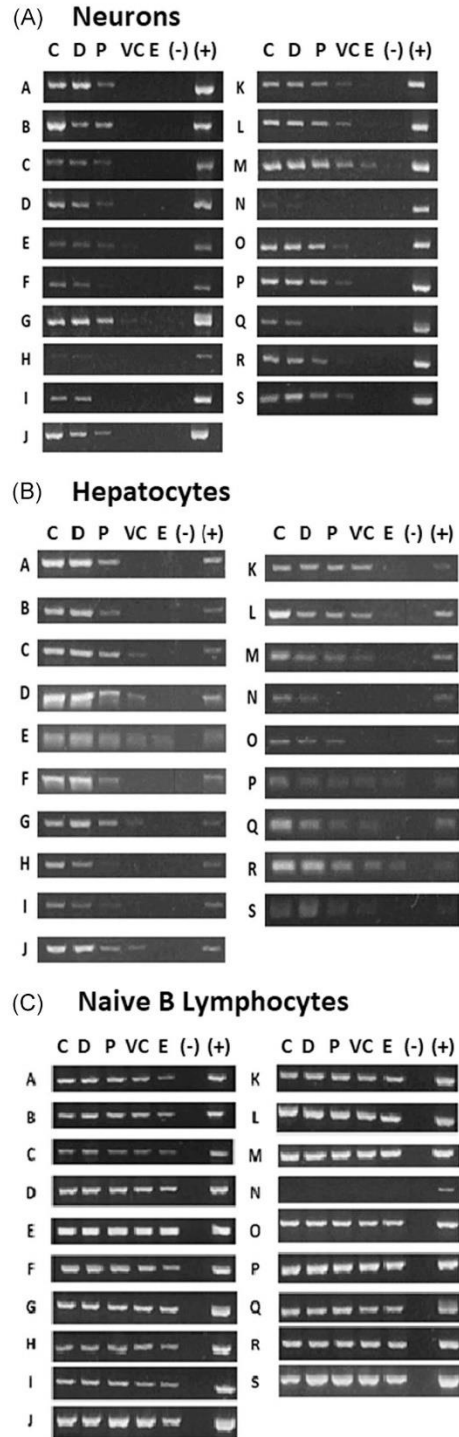 (A) Neurons
C D P VC E (-) (+)
A
B
C
D
E
F
G
H
I
J
C D P VC E (-) (+)
K
L
M
N
O
P
Q
R
S
(B) Hepatocytes
C D P VC E (-) (+)
A
B
C
D
E
F
G
H
I
J
C D P VC E (-) (+)
K
L
M
N
O
P
Q
R
S
(C) Naive B Lymphocytes
C D P VC E (-) (+)
A
B
C
D
E
F
G
H
I
J
C D P VC E (-) (+)
K
L
M
N
O
P
Q
R
S